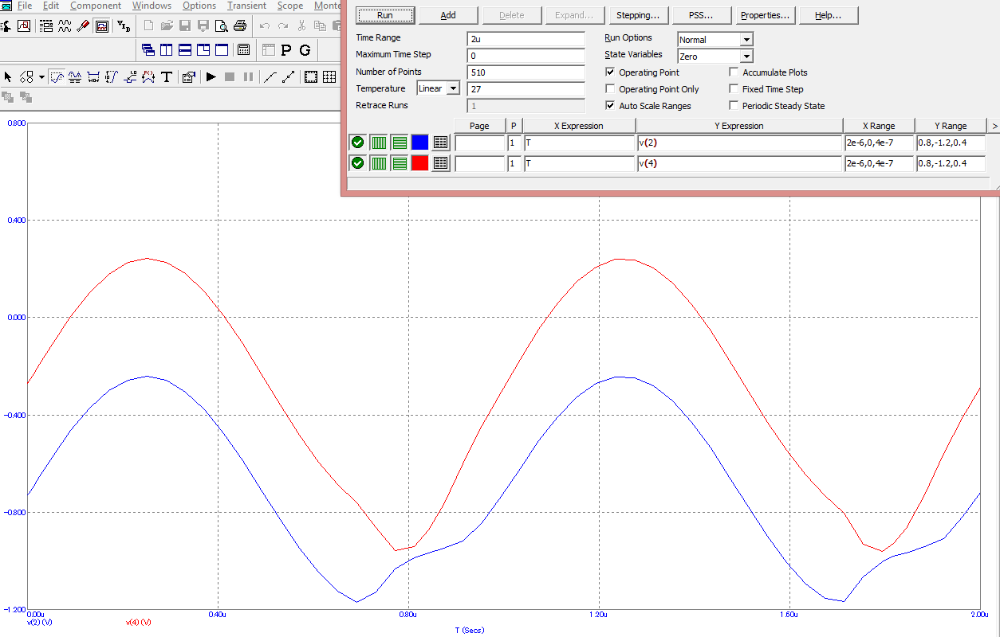 File Edit Component Windows Options Transient Scope Monte
Run Add Delete Expand... Stepping... PSS... Properties... Help...
Time Range 2u Run Options Normal
Maximum Time Step 0 State Variables Zero
Number of Points 510 Operating Point Accumulate Plots
Temperature Linear 27 Operating Point Only Fixed Time Step
Retrace Runs 1 Auto Scale Ranges Periodic Steady State
Page P X Expression Y Expression X Range Y Range >
1 T v(2) 2e-6,0,4e-7 0.8,-1.2,0.4
1 T v(4) 2e-6,0,4e-7 0.8,-1.2,0.4
P G
T
0.800
0.400
0.000
-0.400
-0.800
-1.200
0.00u 0.40u 0.80u 1.20u 1.60u 2.00u
v(2) (V) v(4) (V)
T (Secs)